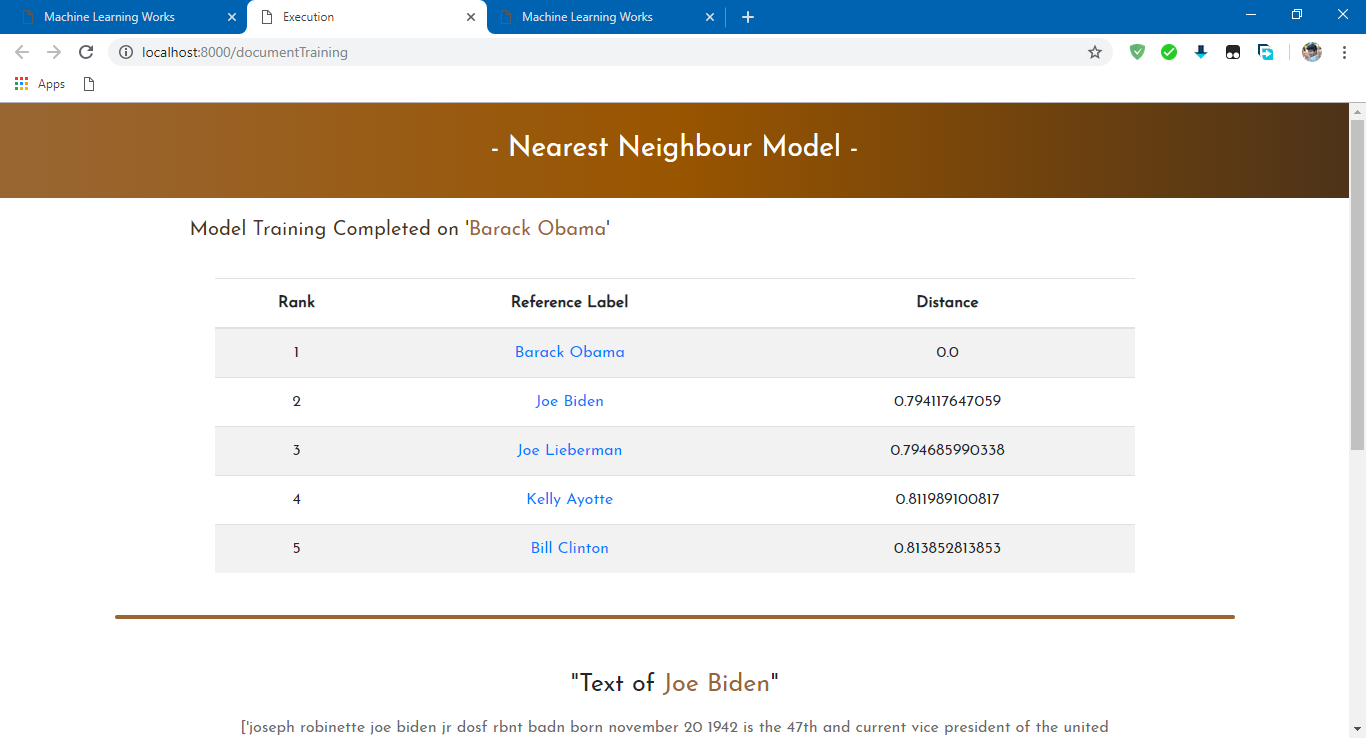 Machine Learning Works
Execution
Machine Learning Works
localhost:8000/documentTraining
Apps
- Nearest Neighbour Model -
Model Training Completed on 'Barack Obama'
Rank Reference Label Distance
1 Barack Obama 0.0
2 Joe Biden 0.794117647059
3 Joe Lieberman 0.794685990338
4 Kelly Ayotte 0.811989100817
5 Bill Clinton 0.813852813853
"Text of Joe Biden"
['joseph robinette joe biden jr dosf rbnt badn born november 20 1942 is the 47th and current vice president of the united